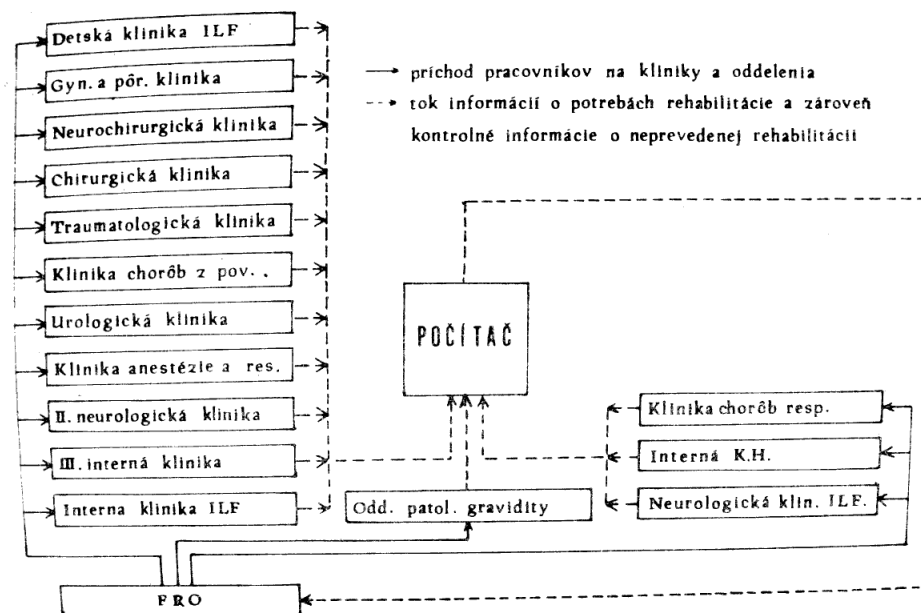 Detská klinika ILF
Gyn. a pôr. klinika
Neurochirurgická klinika
Chirurgická klinika
Traumatologická klinika
Klinika chorôb z pov. .
Urologická klinika
Klinika anestézie a res.
II. neurologická klinika
III. interná klinika
Interna klinika ILF
príchod pracovníkov na kliniky a oddelenia
tok informácií o potrebách rehabilitácie a zároveň
kontrolné informácie o neprevedenej rehabilitácii
POČÍTAČ
Klinika chorôb resp.
Interná K.H.
Neurologická klin. ILF.
Odd. patol. gravidity
FRO